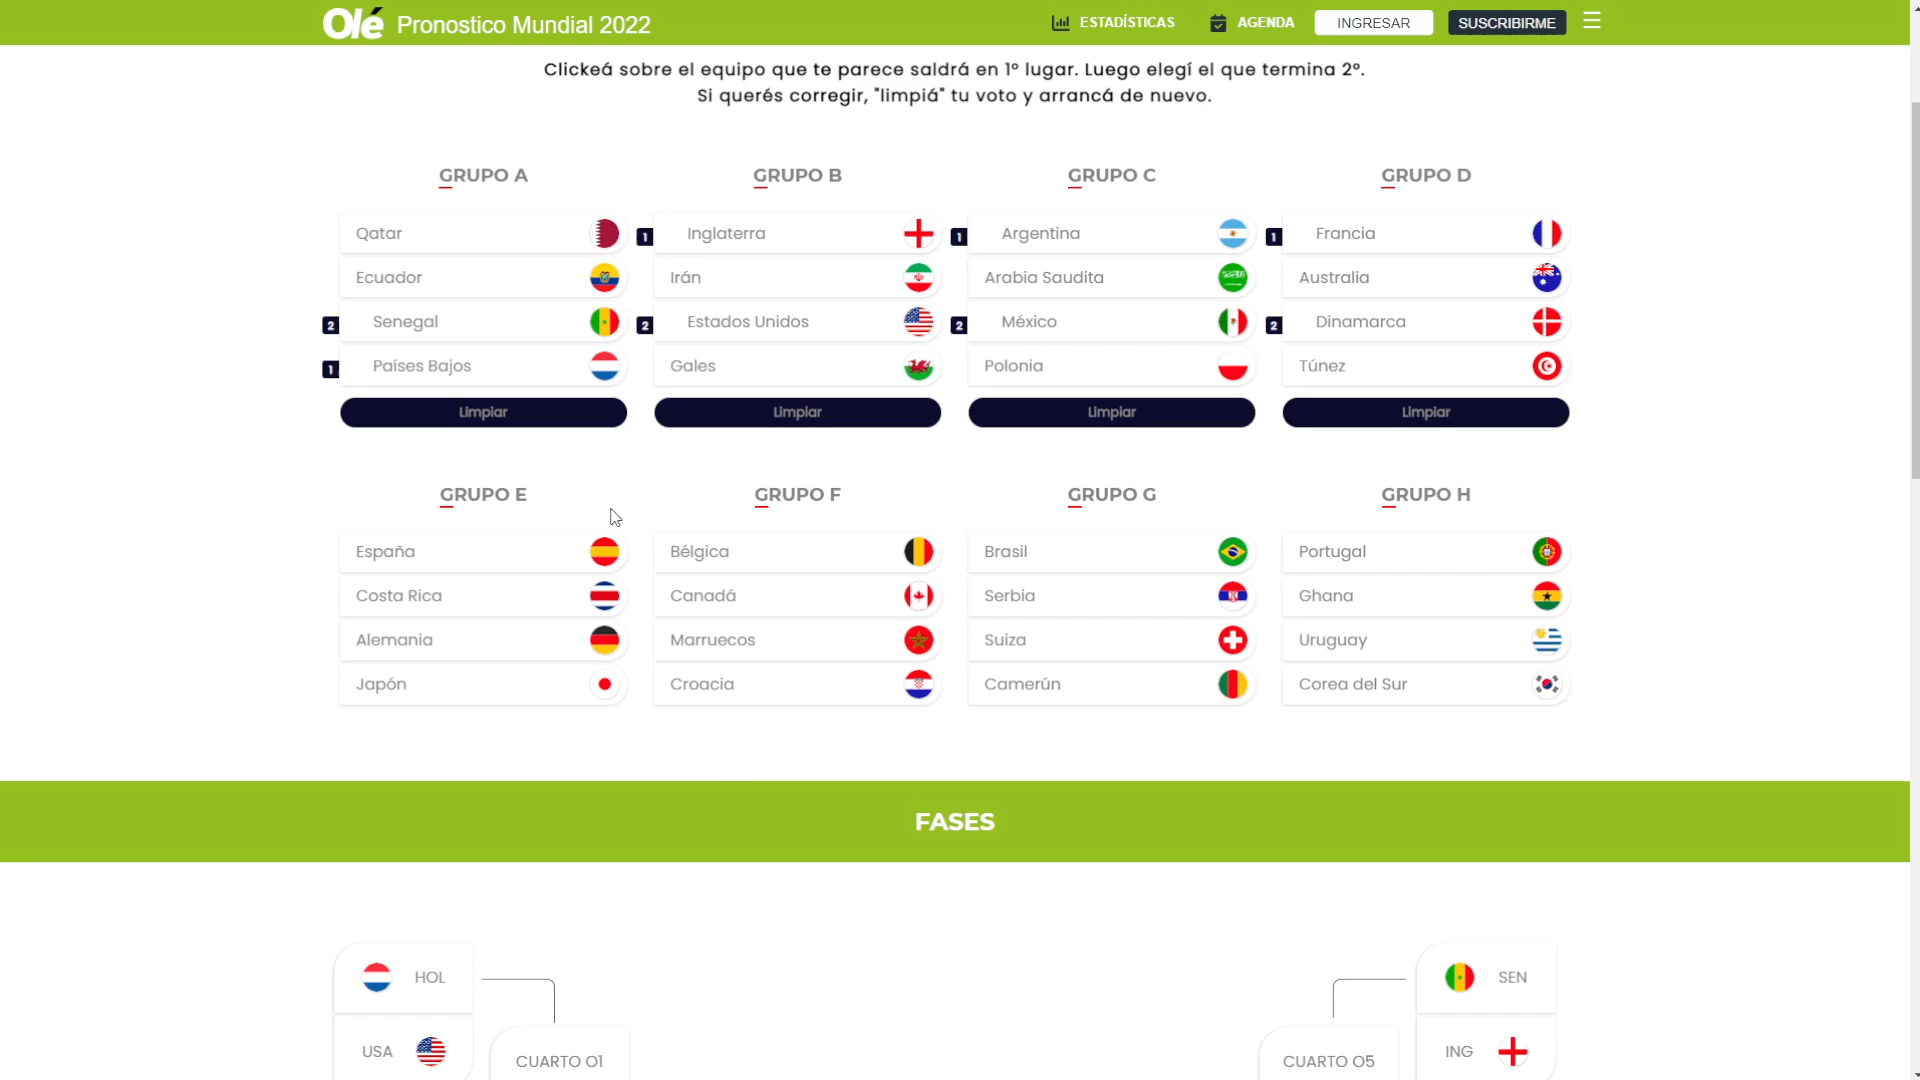 Olé Pronostico Mundial 2022 ESTADÍSTICAS AGENDA INGRESAR SUSCRIBIRME
Clickeá sobre el equipo que te parece saldrá en 1º lugar. Luego elegí el que termina 2º.
Si querés corregir, "limpiá" tu voto y arrancá de nuevo.
GRUPO A
Qatar
Ecuador
2 Senegal
1 Países Bajos
Limpiar
GRUPO B
1 Inglaterra
Irán
2 Estados Unidos
Gales
Limpiar
GRUPO C
1 Argentina
Arabia Saudita
2 México
Polonia
Limpiar
GRUPO D
1 Francia
Australia
2 Dinamarca
Túnez
Limpiar
GRUPO E
España
Costa Rica
Alemania
Japón
GRUPO F
Bélgica
Canadá
Marruecos
Croacia
GRUPO G
Brasil
Serbia
Suiza
Camerún
GRUPO H
Portugal
Ghana
Uruguay
Corea del Sur
FASES
HOL
USA
CUARTO 01
SEN
ING
CUARTO 05